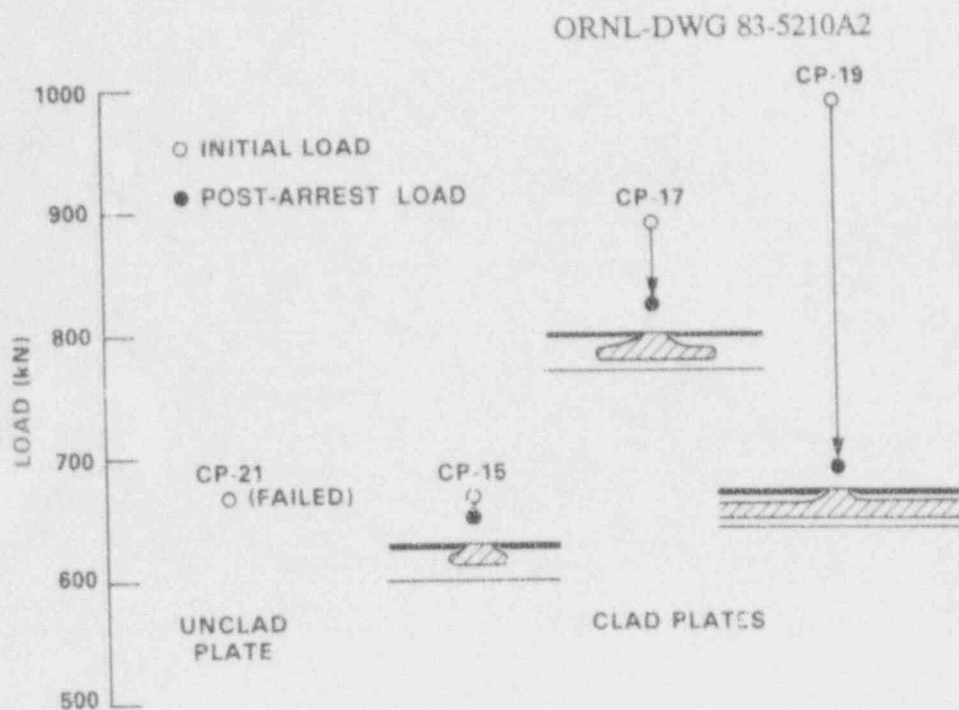 ORNL-DWG 83-5210A2
CP-19
1000
○ INITIAL LOAD
● POST-ARREST LOAD
CP-17
900
800
LOAD (kN)
700
CP-21
(FAILED)
CP-15
600
UNCLAD
PLATE
CLAD PLATES
500